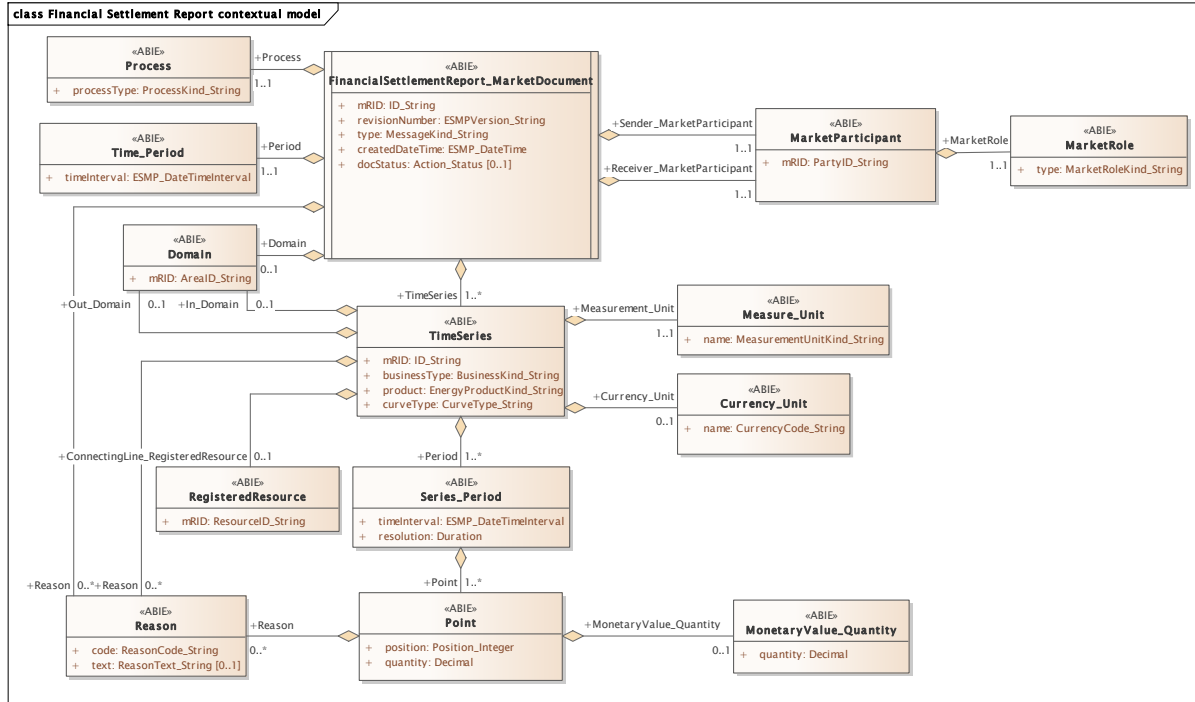 class Financial Settlement Report contextual model
«ABIE»
Process
+ processType: ProcessKind_String
+Process
1..1
«ABIE»
FinancialSettlementReport_MarketDocument
+ mRID: ID_String
+ revisionNumber: ESMPVersion_String
+ type: MessageKind_String
+ createdDateTime: ESMP_DateTime
+ docStatus: Action_Status [0..1]
«ABIE»
Time_Period
+ timeInterval: ESMP_DateTimeInterval
+Period
1..1
+Sender_MarketParticipant
1..1
+Receiver_MarketParticipant
1..1
«ABIE»
MarketParticipant
+ mRID: PartyID_String
+MarketRole
1..1
«ABIE»
MarketRole
+ type: MarketRoleKind_String
«ABIE»
Domain
+ mRID: AreaID_String
+Domain
0..1
+Out_Domain
0..1
+In_Domain
0..1
+TimeSeries
1..*
«ABIE»
TimeSeries
+ mRID: ID_String
+ businessType: BusinessKind_String
+ product: EnergyProductKind_String
+ curveType: CurveType_String
+Measurement_Unit
1..1
«ABIE»
Measure_Unit
+ name: MeasurementUnitKind_String
+Currency_Unit
0..1
«ABIE»
Currency_Unit
+ name: CurrencyCode_String
+ConnectingLine_RegisteredResource
0..1
«ABIE»
RegisteredResource
+ mRID: ResourceID_String
+Period
1..*
«ABIE»
Series_Period
+ timeInterval: ESMP_DateTimeInterval
+ resolution: Duration
+Point
1..*
+Reason
0..*
+Reason
0..*
«ABIE»
Reason
+ code: ReasonCode_String
+ text: ReasonText_String [0..1]
+Reason
0..*
«ABIE»
Point
+ position: Position_Integer
+ quantity: Decimal
+MonetaryValue_Quantity
0..1
«ABIE»
MonetaryValue_Quantity
+ quantity: Decimal